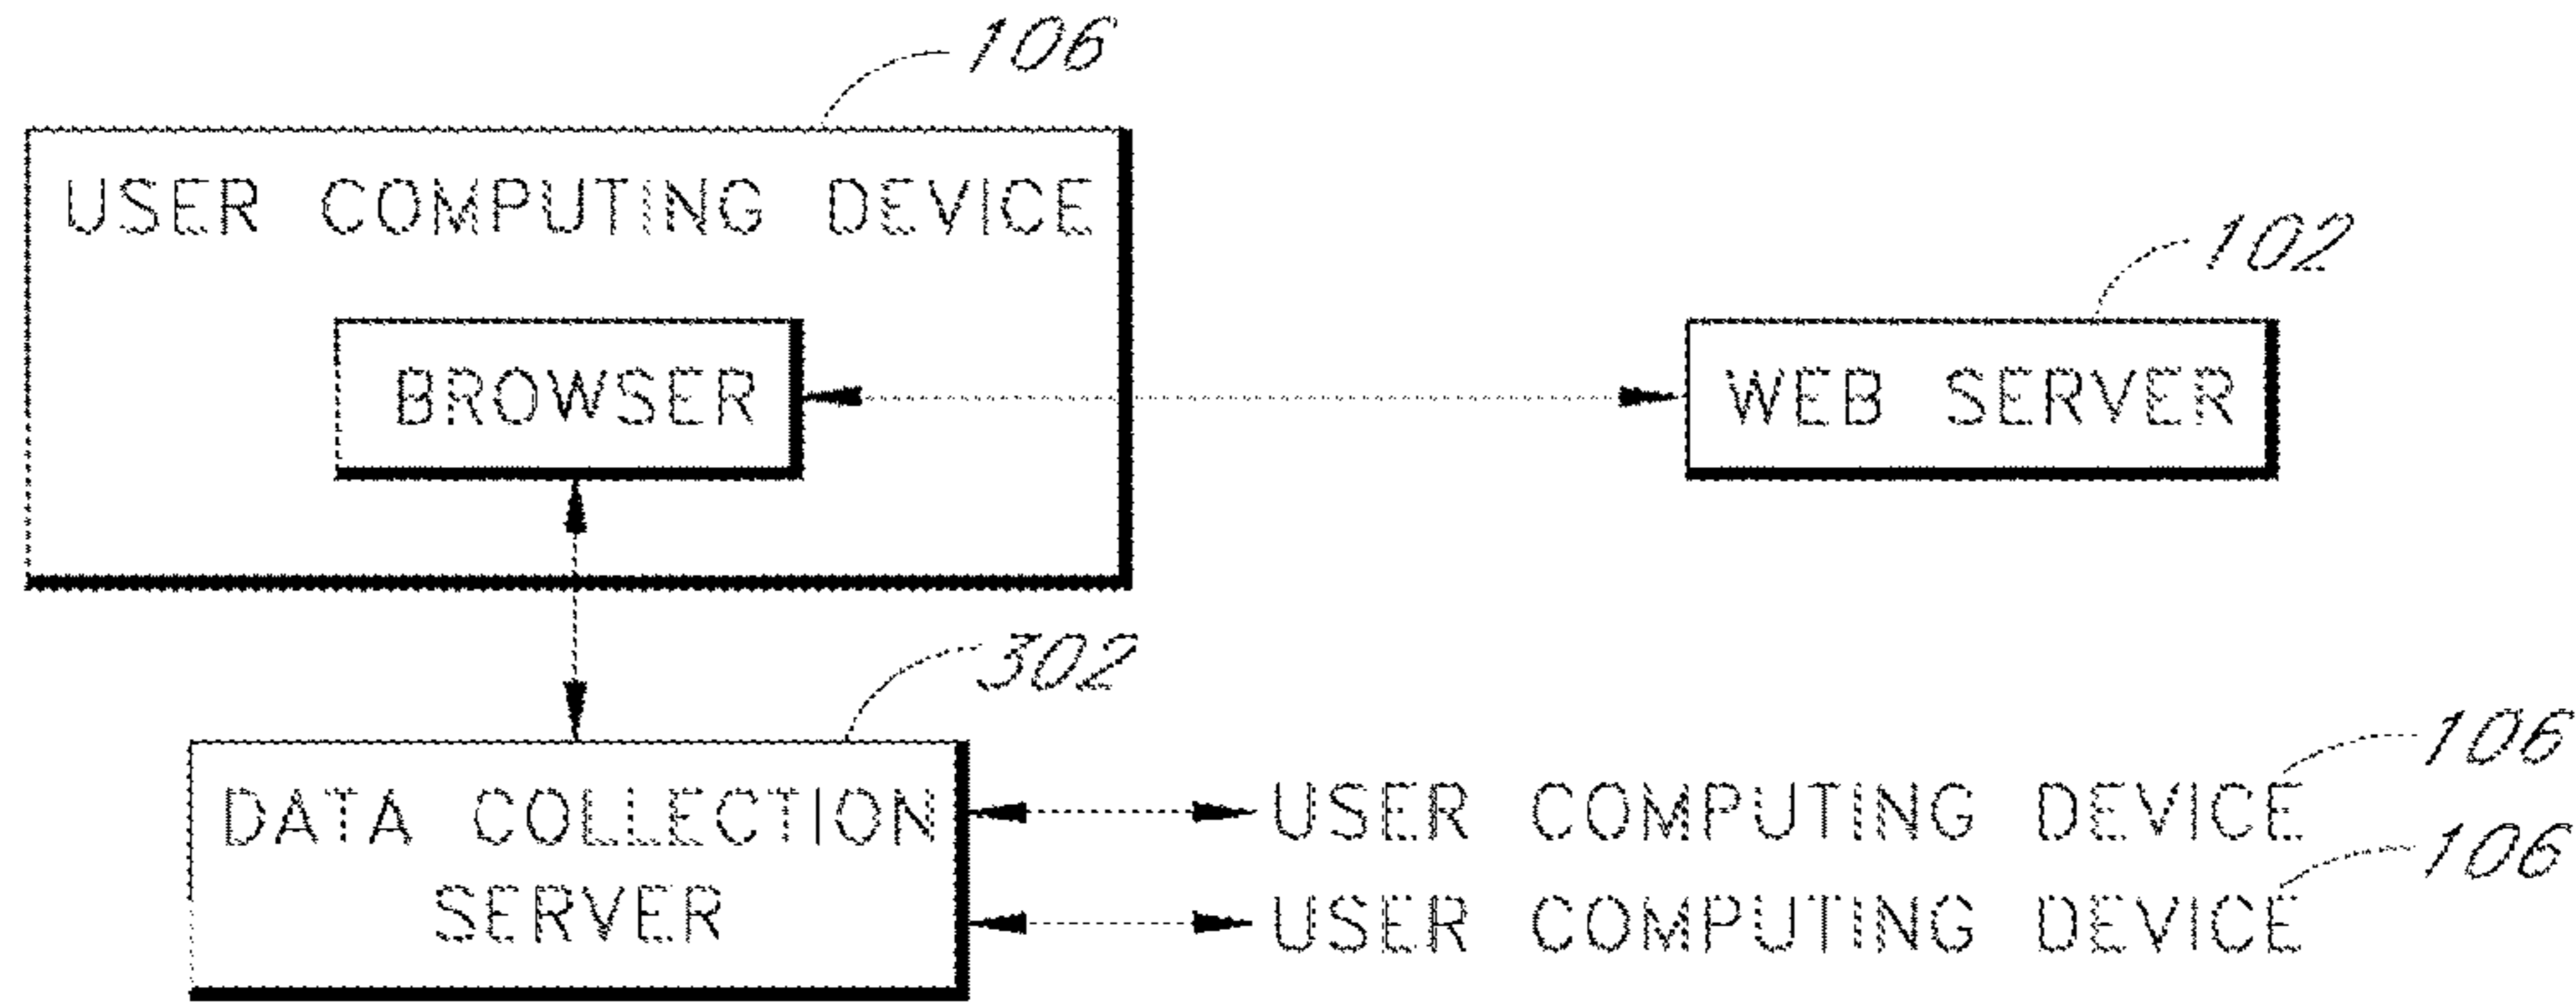 106
USER COMPUTING DEVICE
102
BROWSER
WEB SERVER
302
106
DATA COLLECTION
USER COMPUTING DEVICE
106
SERVER
USER COMPUTING DEVICE